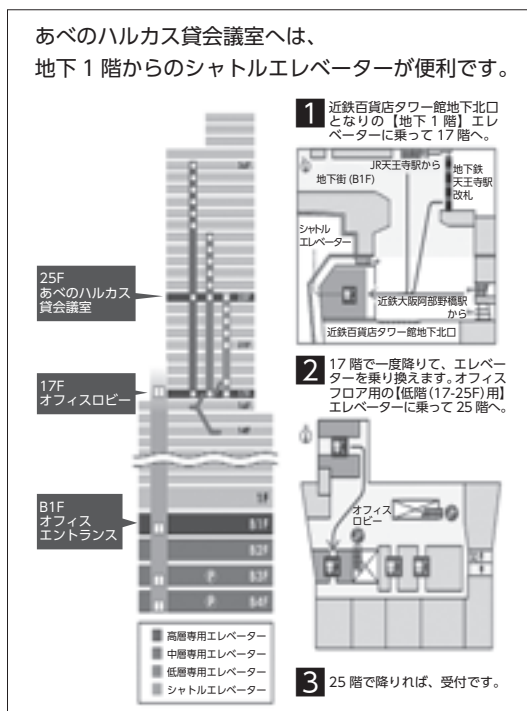 あべのハルカス貸会議室へは、
地下 1 階からのシャトルエレベーターが便利です。
25F
あべのハルカス
貸会議室
17F
オフィスロビー
B1F
オフィス
エントランス
1F
B1F
B2F
B3F
B4F
高層専用エレベーター
中層専用エレベーター
低層専用エレベーター
シャトルエレベーター
1 近鉄百貨店タワー館地下北口
となりの【地下 1 階】エレ
ベーターに乗って 17 階へ。
JR天王寺駅から
地下街(B1F)
地下鉄
天王寺駅
改札
シャトル
エレベーター
近鉄大阪阿部野橋駅
から
近鉄百貨店タワー館地下北口
2 17 階で一度降りて、エレベー
ターを乗り換えます。オフィス
フロア用の【低階(17-25F)用】
エレベーターに乗って 25 階へ。
オフィス
ロビー
3 25 階で降りれば、受付です。